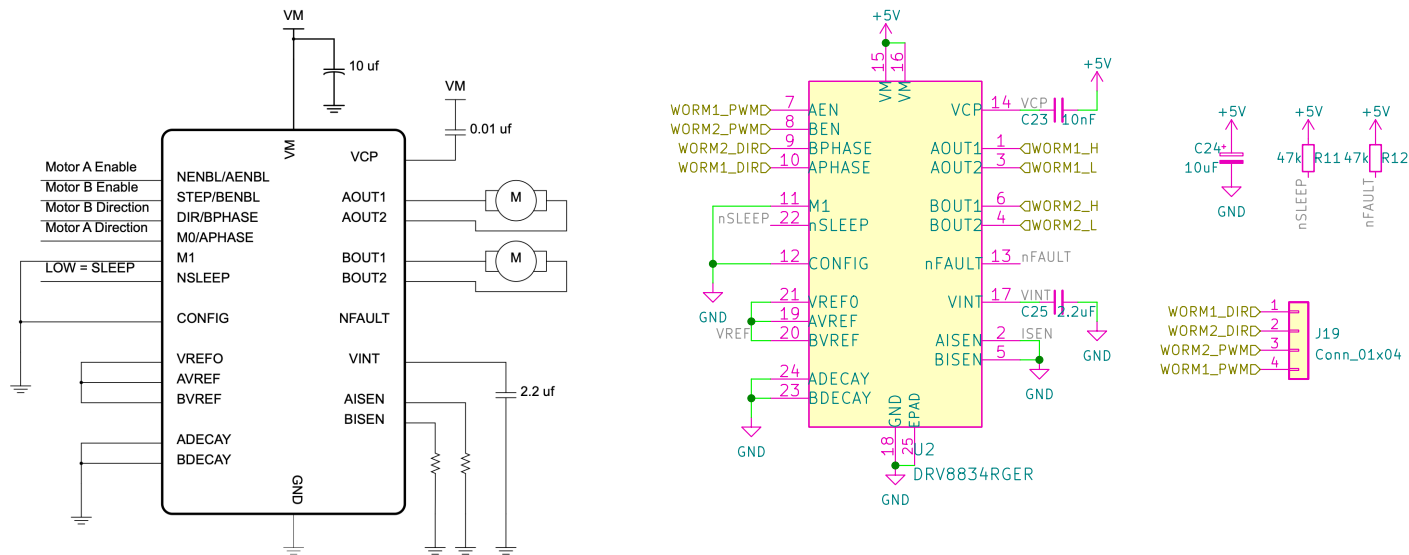 VM
10 uf
VM
0.01 uf
VM
VCP
Motor A Enable
NENBL/AENBL
Motor B Enable
STEP/BENBL
AOUT1
M
Motor B Direction
DIR/BPHASE
AOUT2
Motor A Direction
M0/APHASE
M1
BOUT1
M
LOW = SLEEP
NSLEEP
BOUT2
CONFIG
NFAULT
VREFO
VINT
AVREF
2.2 uf
BVREF
AISEN
BISEN
ADECAY
BDECAY
GND
+5V
15
16
VM
VM
+5V
WORM1_PWM
7
AEN
VCP
14
VCP
C23
10nF
WORM2_PWM
8
BEN
WORM2_DIR
9
BPHASE
AOUT1
1
WORM1_H
WORM1_DIR
10
APHASE
AOUT2
3
WORM1_L
11
M1
BOUT1
6
WORM2_H
nSLEEP
22
nSLEEP
BOUT2
4
WORM2_L
12
CONFIG
nFAULT
13
nFAULT
GND
21
VREFO
VINT
17
VINT
C25
2.2uF
19
AVREF
VREF
20
BVREF
AISEN
2
ISEN
GND
BISEN
5
24
ADECAY
GND
23
BDECAY
GND
GND
EPAD
18
25
U2
DRV8834RGER
GND
+5V
+5V
+5V
C24
+
10uF
47k
R11
47k
R12
GND
nSLEEP
nFAULT
WORM1_DIR
1
WORM2_DIR
2
J19
WORM2_PWM
3
Conn_01x04
WORM1_PWM
4